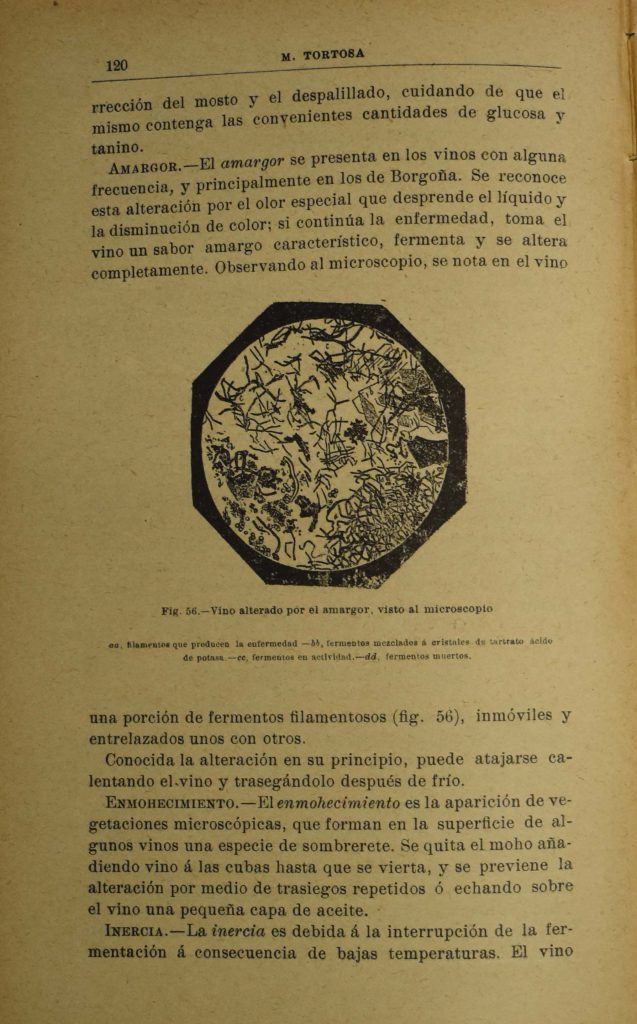 120
M. TORTOSA
rrección del mosto y el despalillado, cuidando de que el
mismo contenga las convenientes cantidades de glucosa y
tanino.
AMARGOR.—El amargor se presenta en los vinos con alguna
frecuencia, y principalmente en los de Borgoña. Se reconoce
esta alteración por el olor especial que desprende el líquido y
la disminución de color; si continúa la enfermedad, toma el
vino un sabor amargo característico, fermenta y se altera
completamente. Observando al microscopio, se nota en el vino
Fig. 56.—Vino alterado por el amargor, visto al microscopio
aa, filamentos que producen la enfermedad —bb, fermentos mezclados á cristales de tartrato ácido
de potasa.—cc, fermentos en actividad.—dd, fermentos muertos.
una porción de fermentos filamentosos (fig. 56), inmóviles y
entrelazados unos con otros.
Conocida la alteración en su principio, puede atajarse ca-
lentando el vino y trasegándolo después de frío.
ENMOHECIMIENTO.—El enmohecimiento es la aparición de ve-
getaciones microscópicas, que forman en la superficie de al-
gunos vinos una especie de sombrerete. Se quita el moho aña-
diendo vino á las cubas hasta que se vierta, y se previene la
alteración por medio de trasiegos repetidos ó echando sobre
el vino una pequeña capa de aceite.
INERCIA.—La inercia es debida á la interrupción de la fer-
mentación á consecuencia de bajas temperaturas. El vino